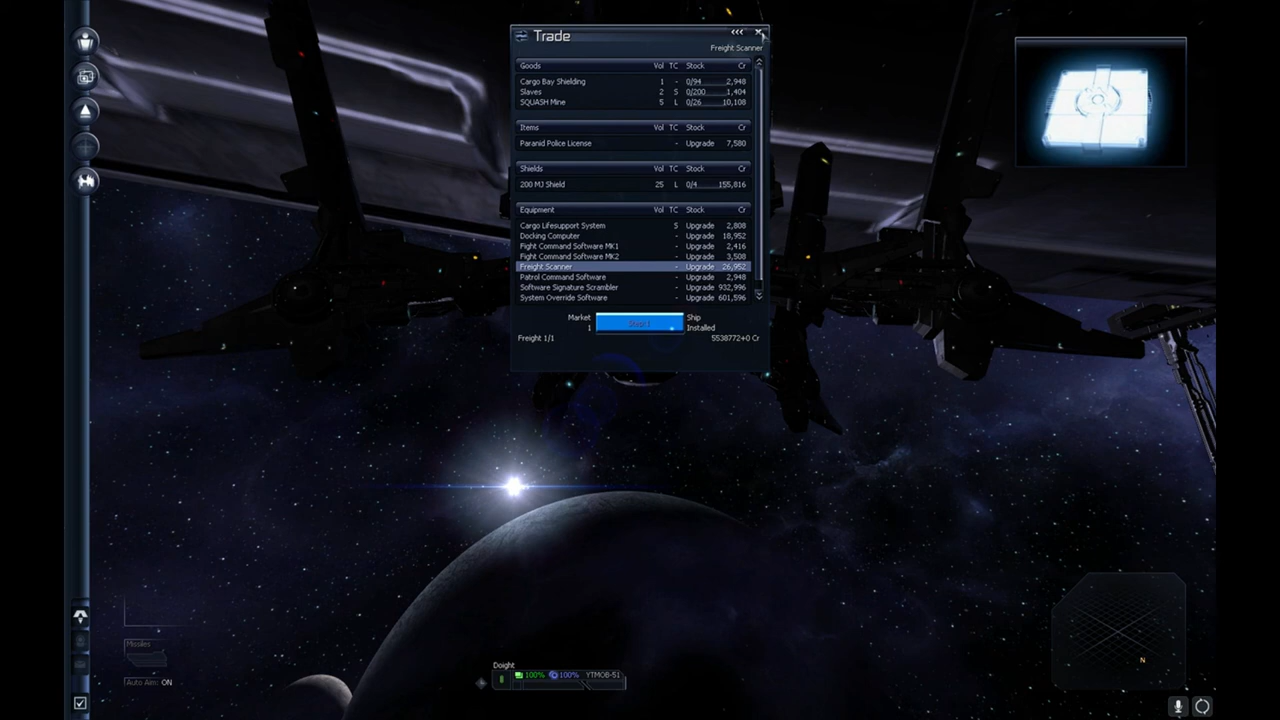 Trade
Freight Scanner
Goods Vol TC Stock Cr
Cargo Bay Shielding 1 - 0/94 2,948
Slaves 2 S 0/200 1,404
SQUASH Mine 5 L 0/26 10,108
Items Vol TC Stock Cr
Paranid Police License - Upgrade 7,580
Shields Vol TC Stock Cr
200 MJ Shield 25 L 0/4 155,816
Equipment Vol TC Stock Cr
Cargo Lifesupport System S Upgrade 2,808
Docking Computer - Upgrade 18,952
Fight Command Software MK1 - Upgrade 2,416
Fight Command Software MK2 - Upgrade 3,508
Freight Scanner - Upgrade 26,952
Patrol Command Software - Upgrade 2,948
Software Signature Scrambler - Upgrade 932,996
System Override Software - Upgrade 601,596
Market Ship
1 Installed
Freight 1/1 5538772+0 Cr
Missiles
Auto Aim: ON
Doight
100% 100% YTMOB-51
N